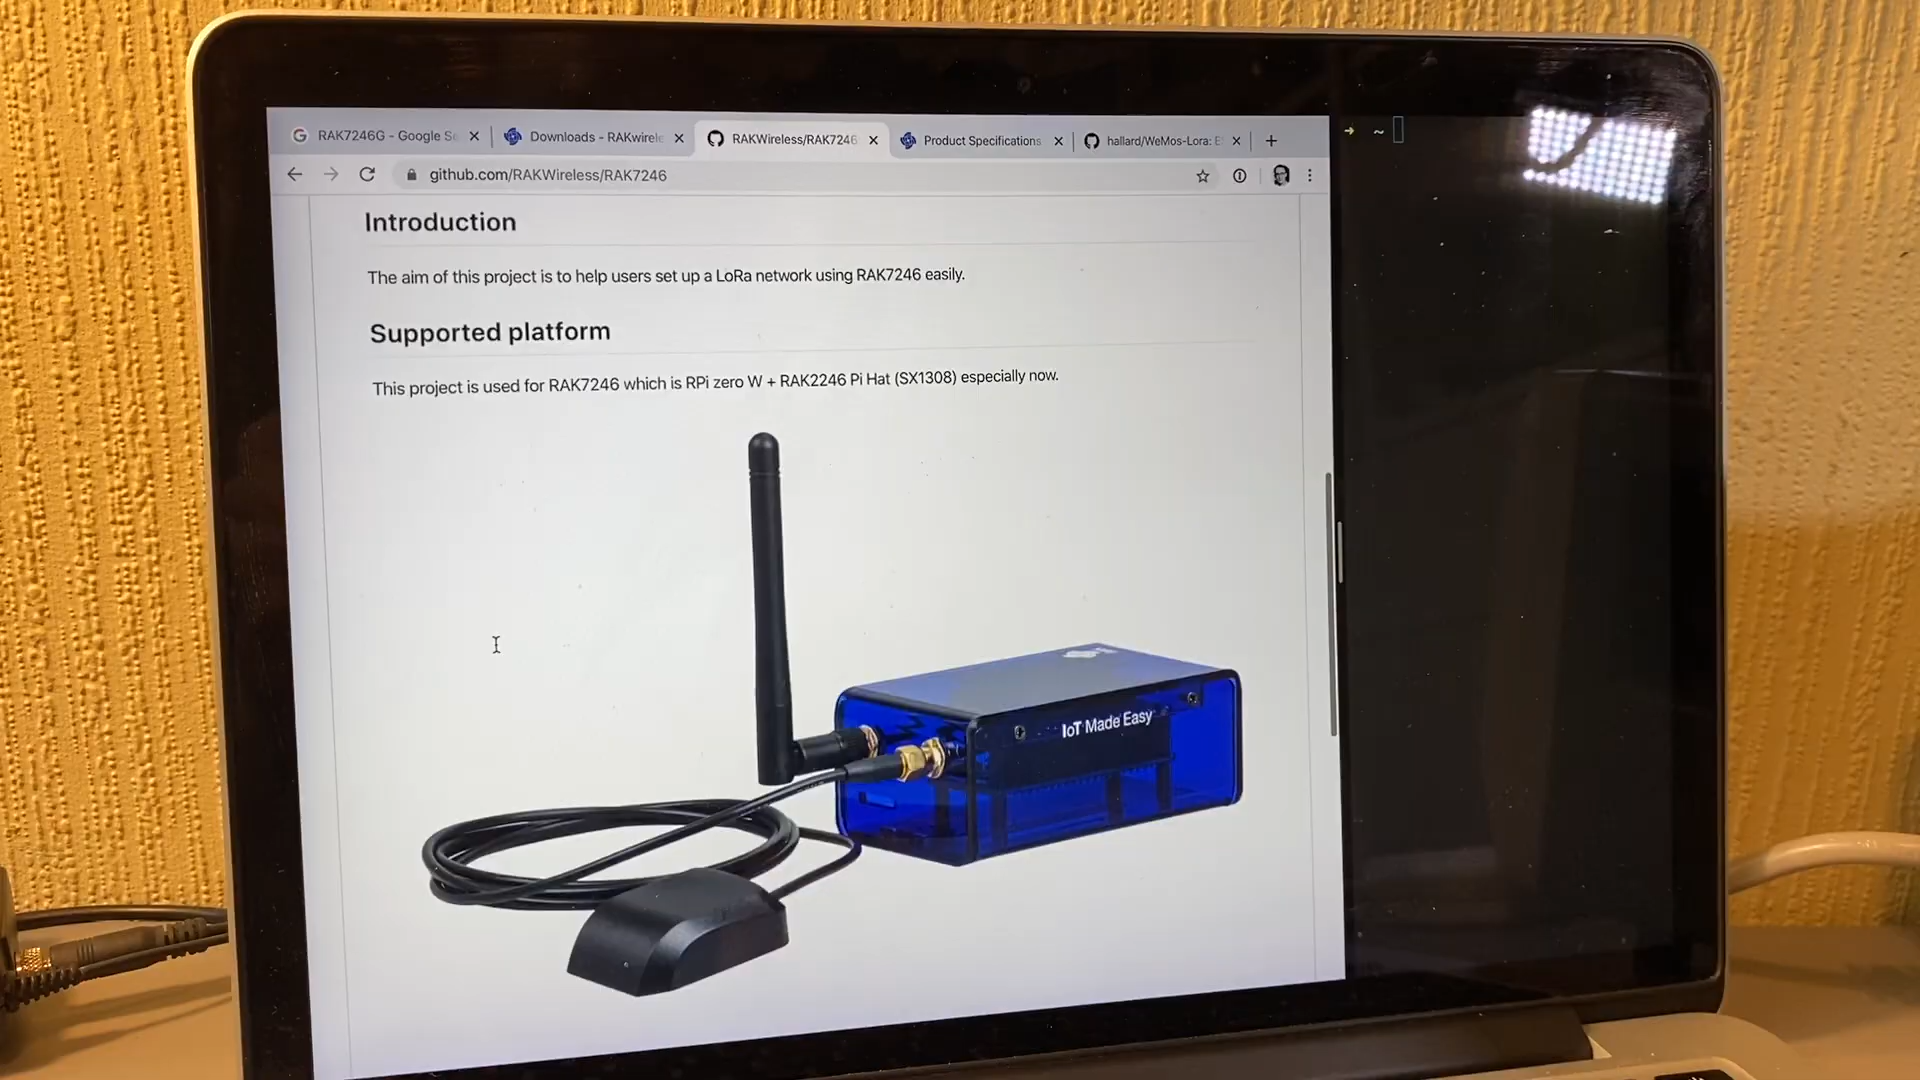 RAK7246G - Google Se
Downloads - RAKwirele
RAKWireless/RAK7246
Product Specifications
hallard/WeMos-Lora: E
github.com/RAKWireless/RAK7246
~
Introduction
The aim of this project is to help users set up a LoRa network using RAK7246 easily.
Supported platform
This project is used for RAK7246 which is RPi zero W + RAK2246 Pi Hat (SX1308) especially now.
IoT Made Easy